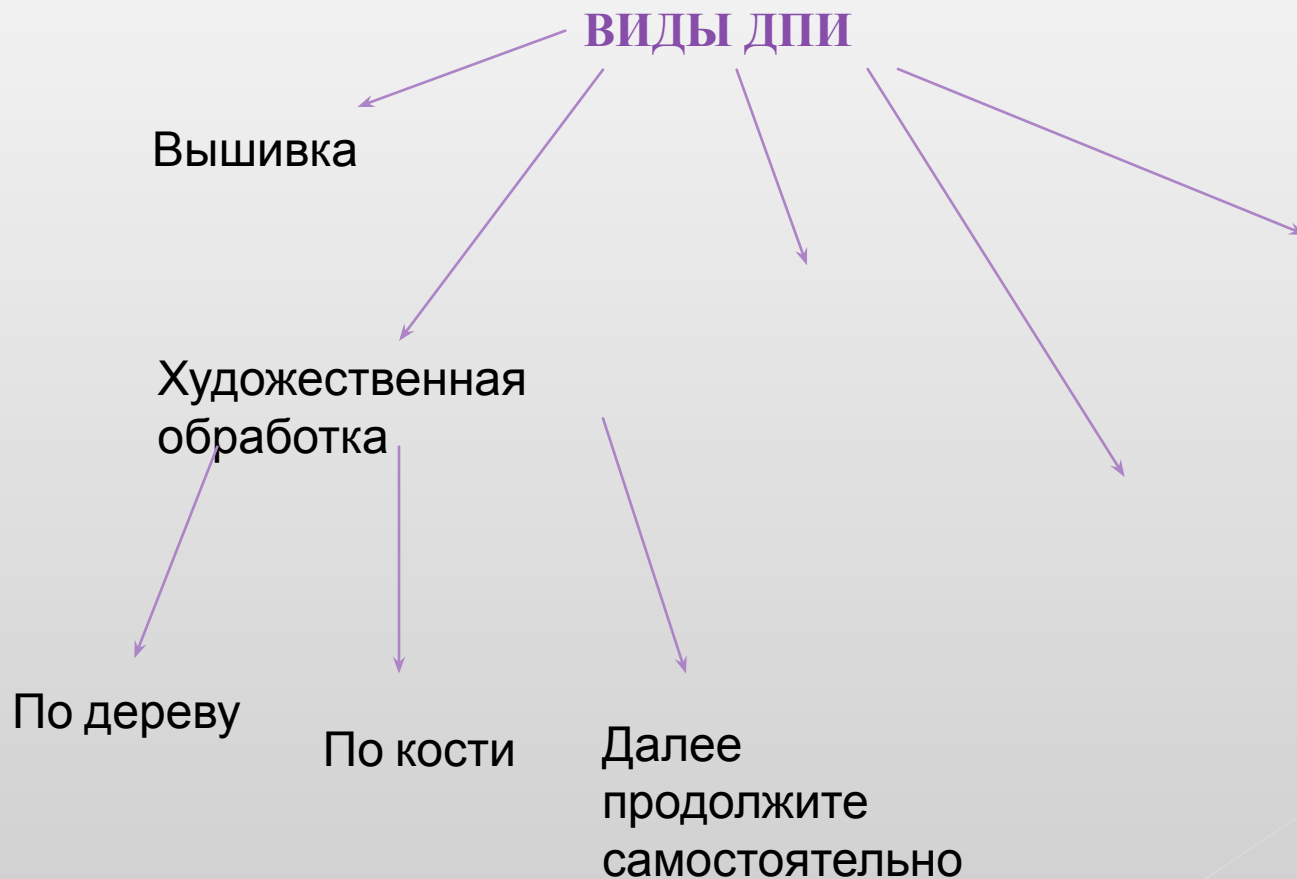 ВИДЫ ДПИ
Вышивка
Художественная
обработка
По дереву
По кости
Далее
продолжите
самостоятельно